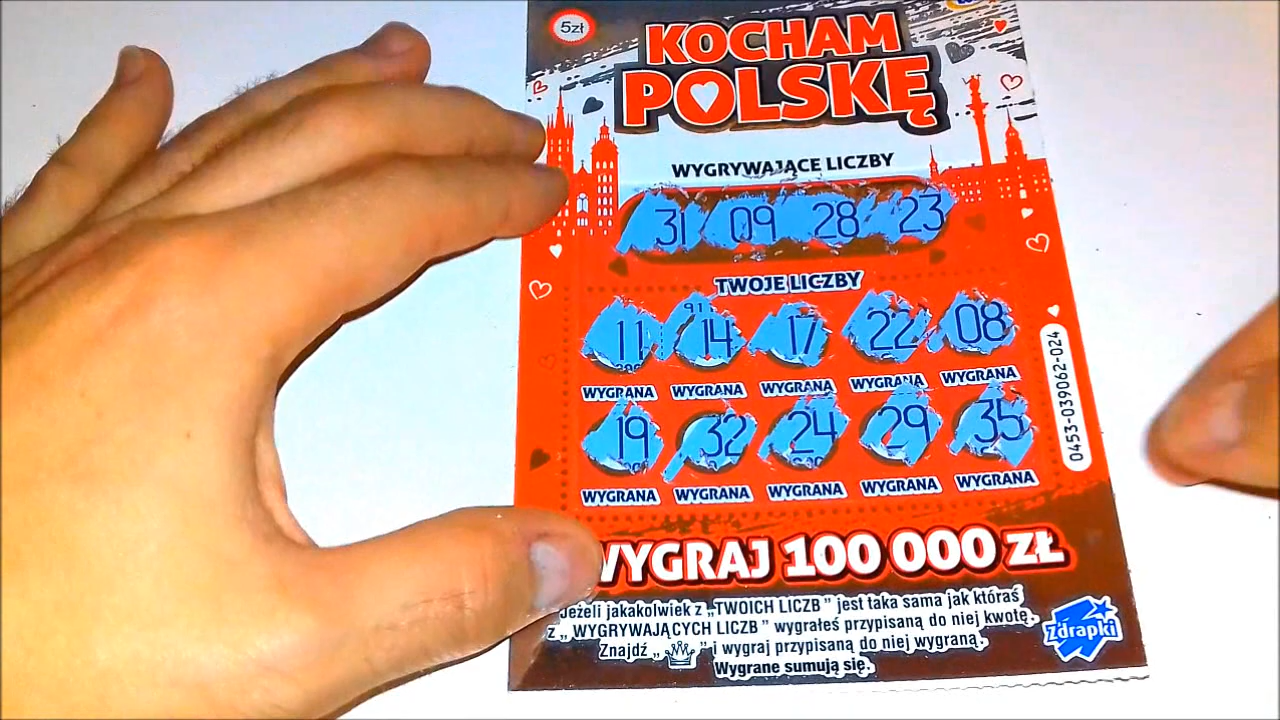 5zł
KOCHAM
POLSKĘ
WYGRYWAJĄCE LICZBY
31 09 28 23
TWOJE LICZBY
11 14 17 22 08
WYGRANA WYGRANA WYGRANA WYGRANA WYGRANA
19 32 24 29 35
WYGRANA WYGRANA WYGRANA WYGRANA WYGRANA
0453-039062-024
WYGRAJ 100 000 ZŁ
Jeżeli jakakolwiek z „TWOICH LICZB” jest taka sama jak któraś
z „WYGRYWAJĄCYCH LICZB” wygrałeś przypisaną do niej kwotę.
Znajdź „ ” i wygraj przypisaną do niej wygraną.
Wygrane sumują się.
Zdrapki